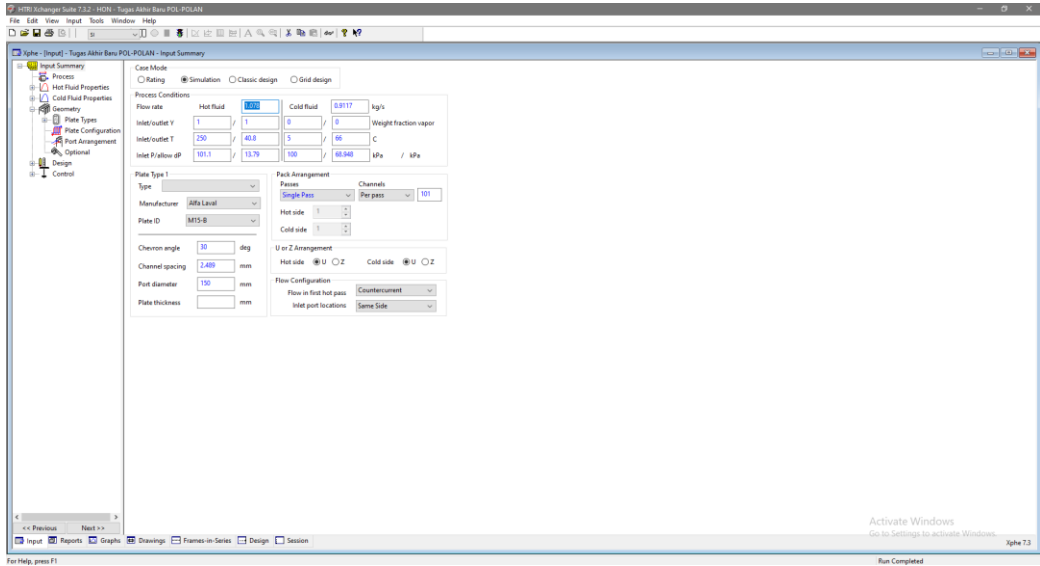 HTRI Xchanger Suite 7.3.2 - HON - Tugas Akhir Baru POL-POLAN
File Edit View Input Tools Window Help
SI
Xphe - [Input] - Tugas Akhir Baru POL-POLAN - Input Summary
Input Summary
Process
Hot Fluid Properties
Cold Fluid Properties
Geometry
Plate Types
Plate Configuration
Port Arrangement
Optional
Design
Control
Case Mode
Rating Simulation Classic design Grid design
Process Conditions
Flow rate Hot fluid 1.078 Cold fluid 0.9117 kg/s
Inlet/outlet Y 1 / 1 0 / 0 Weight fraction vapor
Inlet/outlet T 250 / 40.8 5 / 66 C
Inlet P/allow dP 101.1 / 13.79 100 / 68.948 kPa / kPa
Plate Type 1
Type
Manufacturer Alfa Laval
Plate ID M15-B
Chevron angle 30 deg
Channel spacing 2.489 mm
Port diameter 150 mm
Plate thickness mm
Pack Arrangement
Passes Channels
Single Pass Per pass 101
Hot side 1
Cold side 1
U or Z Arrangement
Hot side U Z Cold side U Z
Flow Configuration
Flow in first hot pass Countercurrent
Inlet port locations Same Side
<< Previous Next >>
Input Reports Graphs Drawings Frames-in-Series Design Session
Activate Windows
Go to Settings to activate Windows.
Xphe 7.3
For Help, press F1
Run Completed